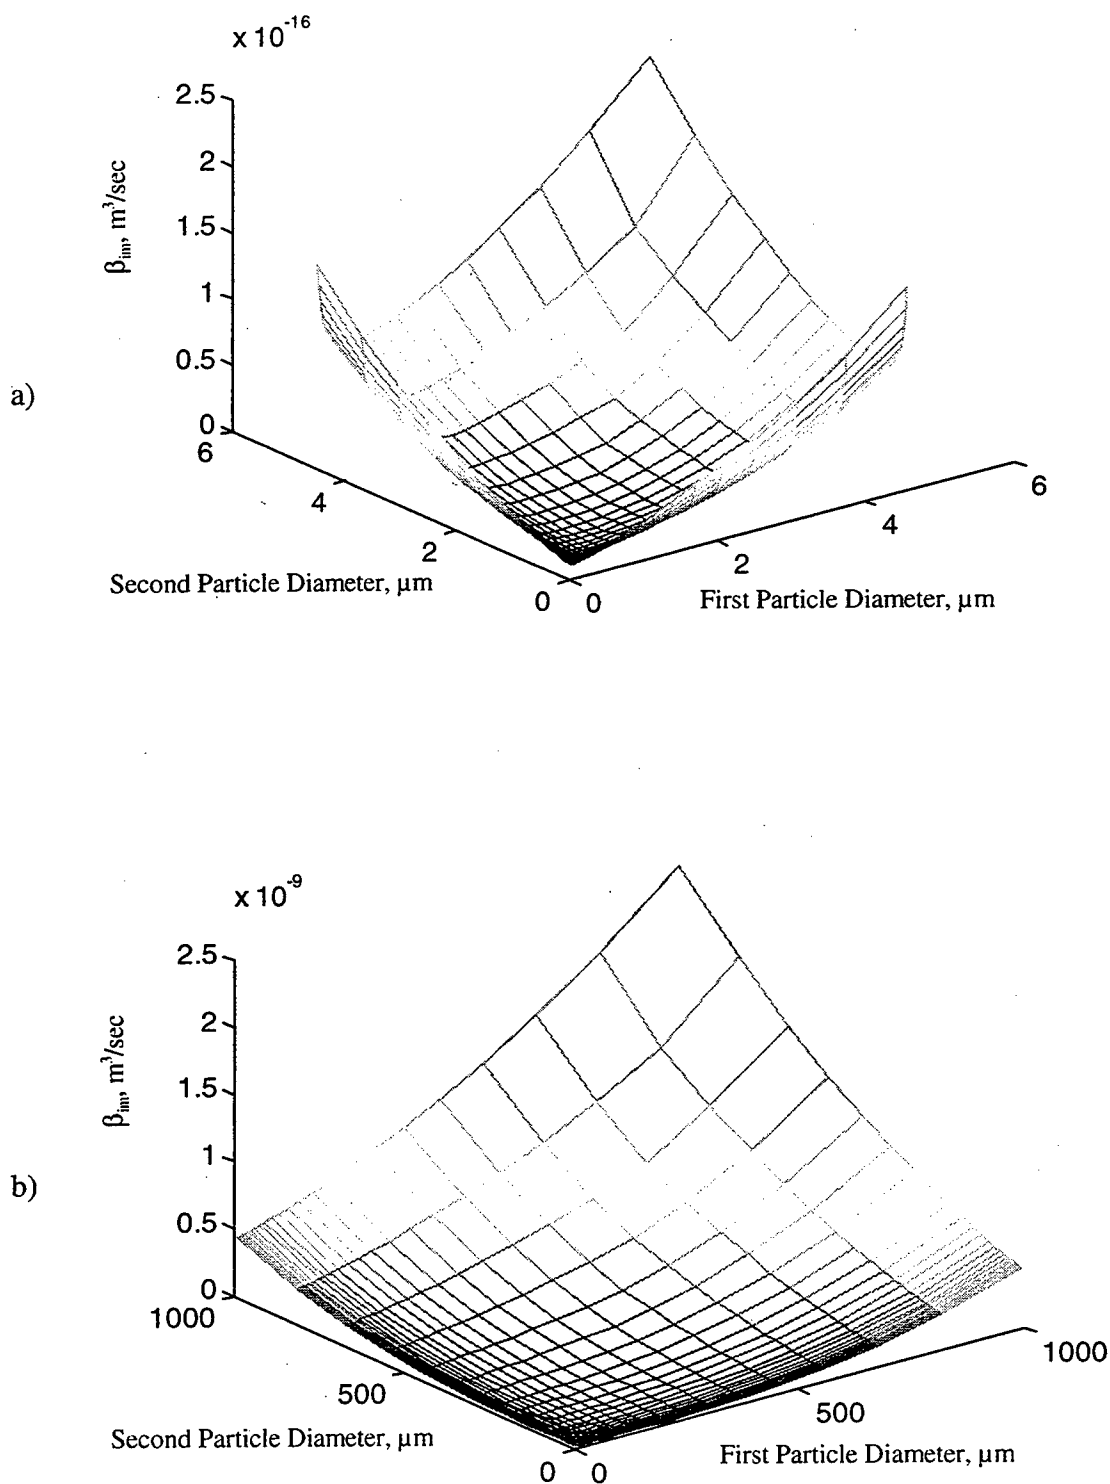 x 10⁻¹⁶
2.5
2
1.5
1
0.5
0
βᵢₘ, m³/sec
a)
6
4
2
0
Second Particle Diameter, µm
0
2
4
6
First Particle Diameter, µm
x 10⁻⁹
2.5
2
1.5
1
0.5
0
βᵢₘ, m³/sec
b)
1000
500
0
Second Particle Diameter, µm
0
500
1000
First Particle Diameter, µm